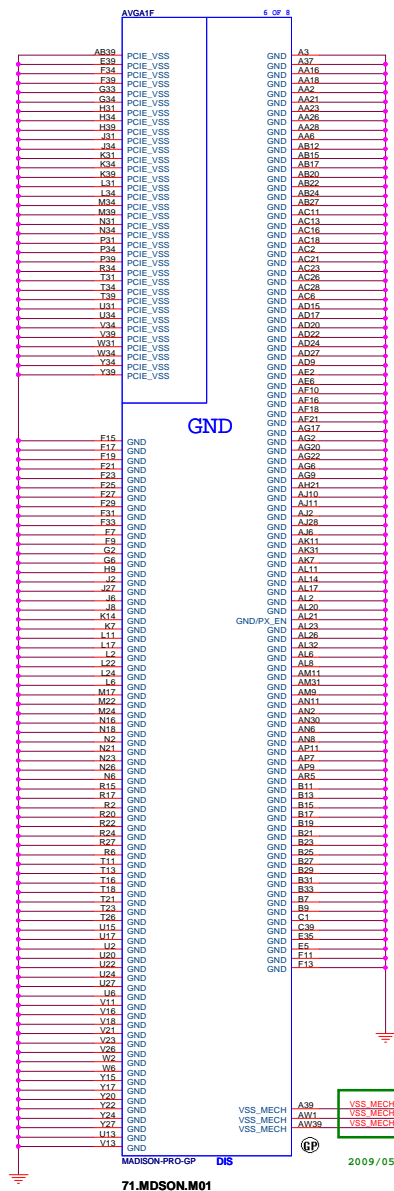 AVGA1F
6 OF 8
AB39 PCIE_VSS
E39 PCIE_VSS
F34 PCIE_VSS
F39 PCIE_VSS
G33 PCIE_VSS
G34 PCIE_VSS
H31 PCIE_VSS
H34 PCIE_VSS
H39 PCIE_VSS
J31 PCIE_VSS
J34 PCIE_VSS
K31 PCIE_VSS
K34 PCIE_VSS
K39 PCIE_VSS
L31 PCIE_VSS
L34 PCIE_VSS
M34 PCIE_VSS
M39 PCIE_VSS
N31 PCIE_VSS
N34 PCIE_VSS
P31 PCIE_VSS
P34 PCIE_VSS
P39 PCIE_VSS
R34 PCIE_VSS
T31 PCIE_VSS
T34 PCIE_VSS
T39 PCIE_VSS
U31 PCIE_VSS
U34 PCIE_VSS
V34 PCIE_VSS
V39 PCIE_VSS
W31 PCIE_VSS
W34 PCIE_VSS
Y34 PCIE_VSS
Y39 PCIE_VSS
GND
F15 GND
F17 GND
F19 GND
F21 GND
F23 GND
F25 GND
F27 GND
F29 GND
F31 GND
F33 GND
F7 GND
F9 GND
G2 GND
G6 GND
H9 GND
J2 GND
J27 GND
J6 GND
J8 GND
K14 GND
K7 GND
L11 GND
L17 GND
L2 GND
L22 GND
L24 GND
L6 GND
M17 GND
M22 GND
M24 GND
N16 GND
N18 GND
N2 GND
N21 GND
N23 GND
N26 GND
N6 GND
R15 GND
R17 GND
R2 GND
R20 GND
R22 GND
R24 GND
R27 GND
R6 GND
T11 GND
T13 GND
T16 GND
T18 GND
T21 GND
T23 GND
T26 GND
U15 GND
U17 GND
U2 GND
U20 GND
U22 GND
U24 GND
U27 GND
U6 GND
V11 GND
V16 GND
V18 GND
V21 GND
V23 GND
V26 GND
W2 GND
W6 GND
Y15 GND
Y17 GND
Y20 GND
Y22 GND
Y24 GND
Y27 GND
U13 GND
V13 GND
GND A3
GND A37
GND AA16
GND AA18
GND AA2
GND AA21
GND AA23
GND AA26
GND AA28
GND AA6
GND AB12
GND AB15
GND AB17
GND AB20
GND AB22
GND AB24
GND AB27
GND AC11
GND AC13
GND AC16
GND AC18
GND AC2
GND AC21
GND AC23
GND AC26
GND AC28
GND AC6
GND AD15
GND AD17
GND AD20
GND AD22
GND AD24
GND AD27
GND AD9
GND AE2
GND AE6
GND AF10
GND AF16
GND AF18
GND AF21
GND AG17
GND AG2
GND AG20
GND AG22
GND AG6
GND AG9
GND AH21
GND AJ10
GND AJ11
GND AJ2
GND AJ28
GND AJ6
GND AK11
GND AK31
GND AK7
GND AL11
GND AL14
GND AL17
GND AL2
GND AL20
GND/PX_EN AL21
GND AL23
GND AL26
GND AL32
GND AL6
GND AL8
GND AM11
GND AM31
GND AM9
GND AN11
GND AN2
GND AN30
GND AN6
GND AN8
GND AP11
GND AP7
GND AP9
GND AR5
GND B11
GND B13
GND B15
GND B17
GND B19
GND B21
GND B23
GND B25
GND B27
GND B29
GND B31
GND B33
GND B7
GND B9
GND C1
GND C39
GND E35
GND E5
GND F11
GND F13
VSS_MECH A39 VSS_MECH
VSS_MECH AW1 VSS_MECH
VSS_MECH AW39 VSS_MECH
GP
MADISON-PRO-GP DIS
2009/05
71.MDSON.M01